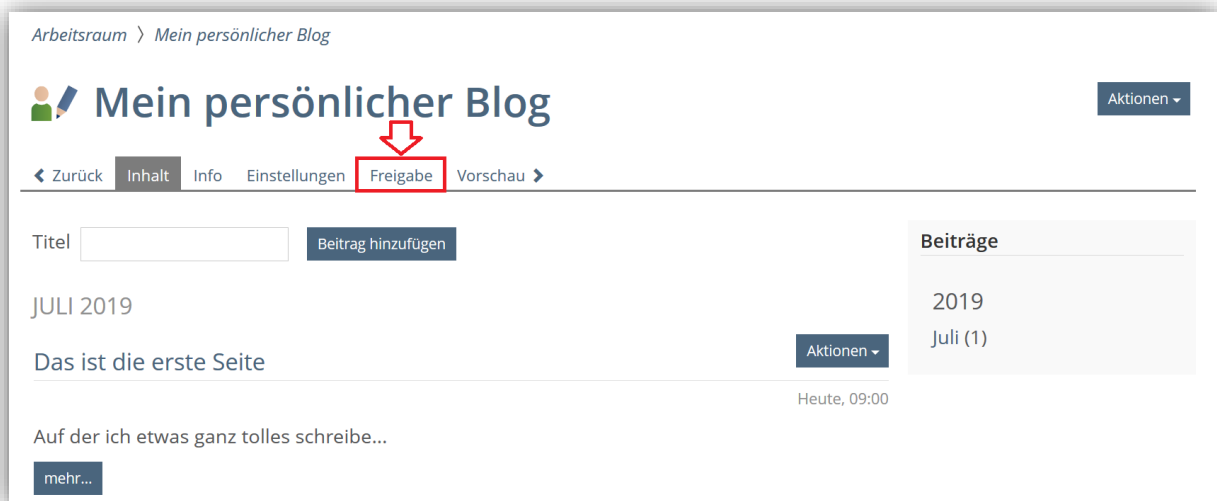 Arbeitsraum 〉 Mein persönlicher Blog
Mein persönlicher Blog
Aktionen
Zurück Inhalt Info Einstellungen Freigabe Vorschau
Titel Beitrag hinzufügen
JULI 2019
Das ist die erste Seite
Aktionen
Heute, 09:00
Auf der ich etwas ganz tolles schreibe...
mehr...
Beiträge
2019
Juli (1)